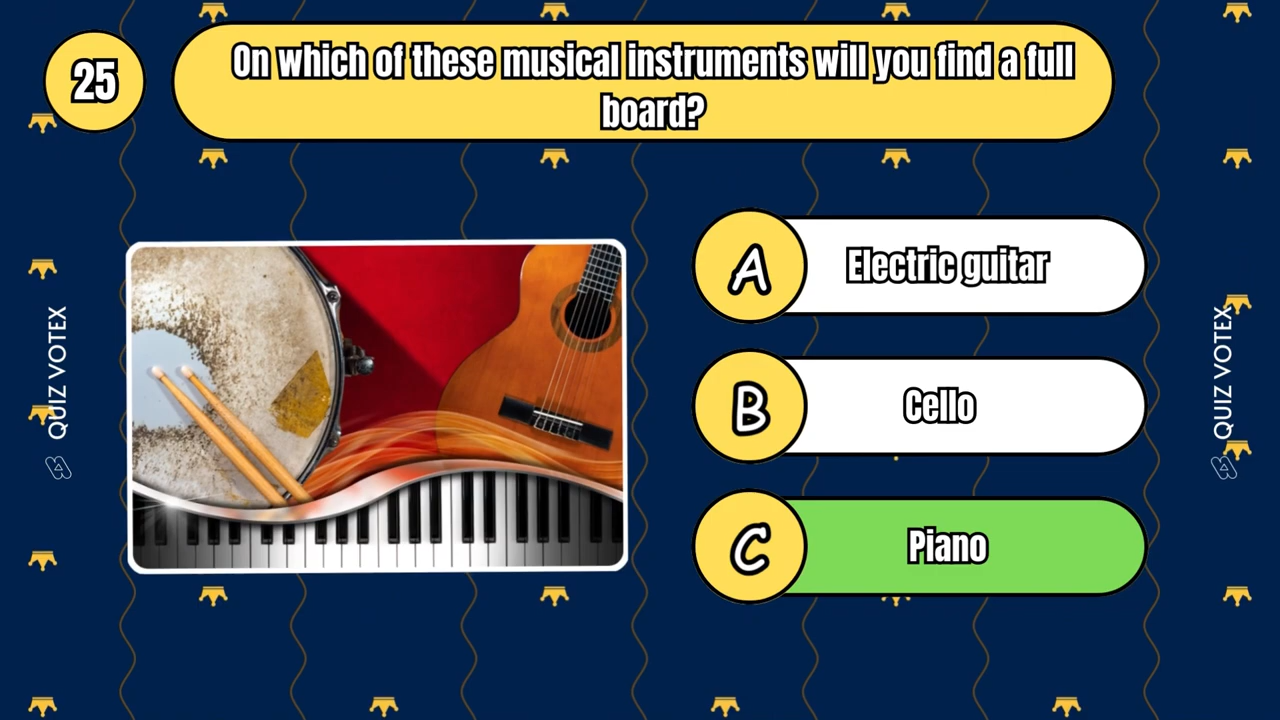 25
On which of these musical instruments will you find a full
board?
A
Electric guitar
B
Cello
C
Piano
QUIZ VOTEX
QUIZ VOTEX